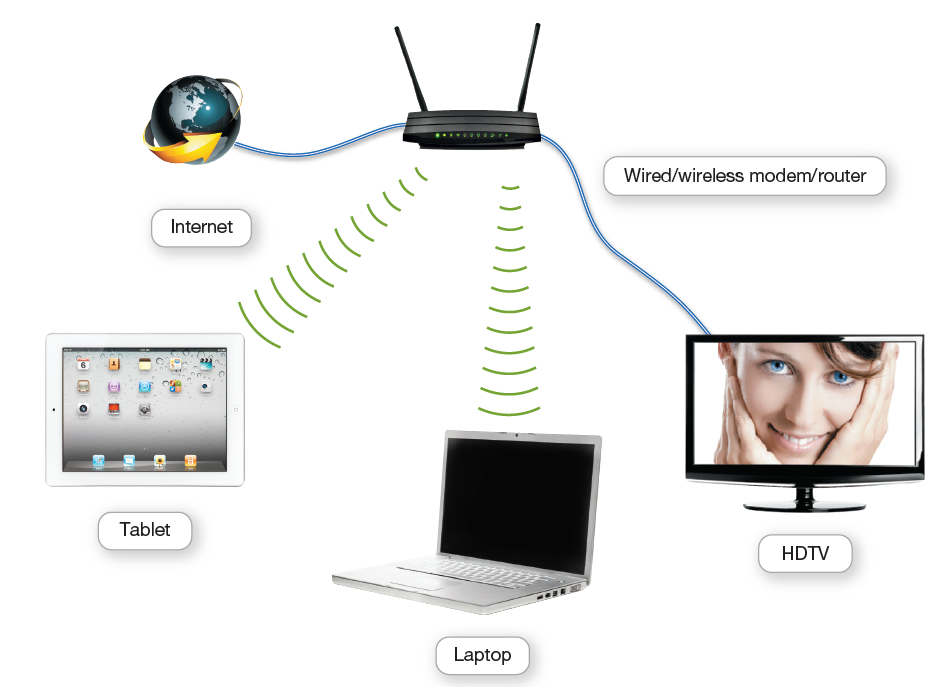 Wired/wireless modem/router
Internet
Tablet
HDTV
Laptop